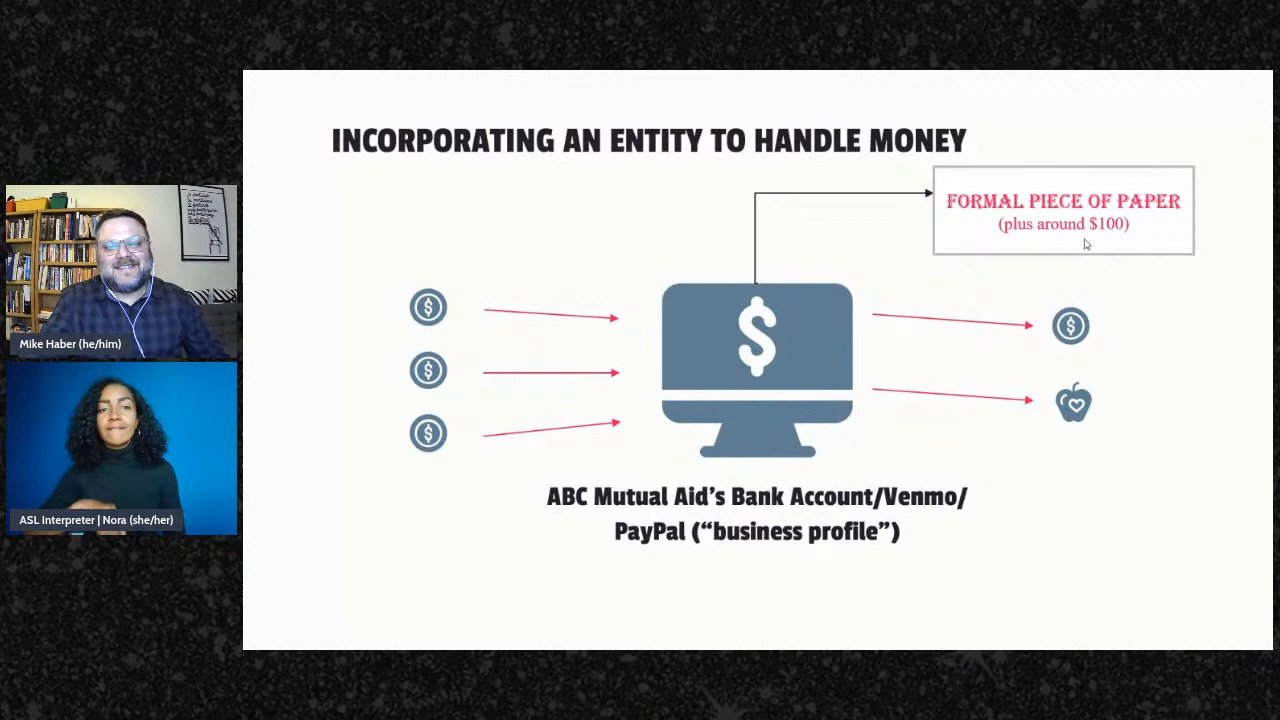 INCORPORATING AN ENTITY TO HANDLE MONEY
FORMAL PIECE OF PAPER
(plus around $100)
$
$
$
$
$
ABC Mutual Aid's Bank Account/Venmo/
PayPal (“business profile”)
Mike Haber (he/him)
ASL Interpreter | Nora (she/her)